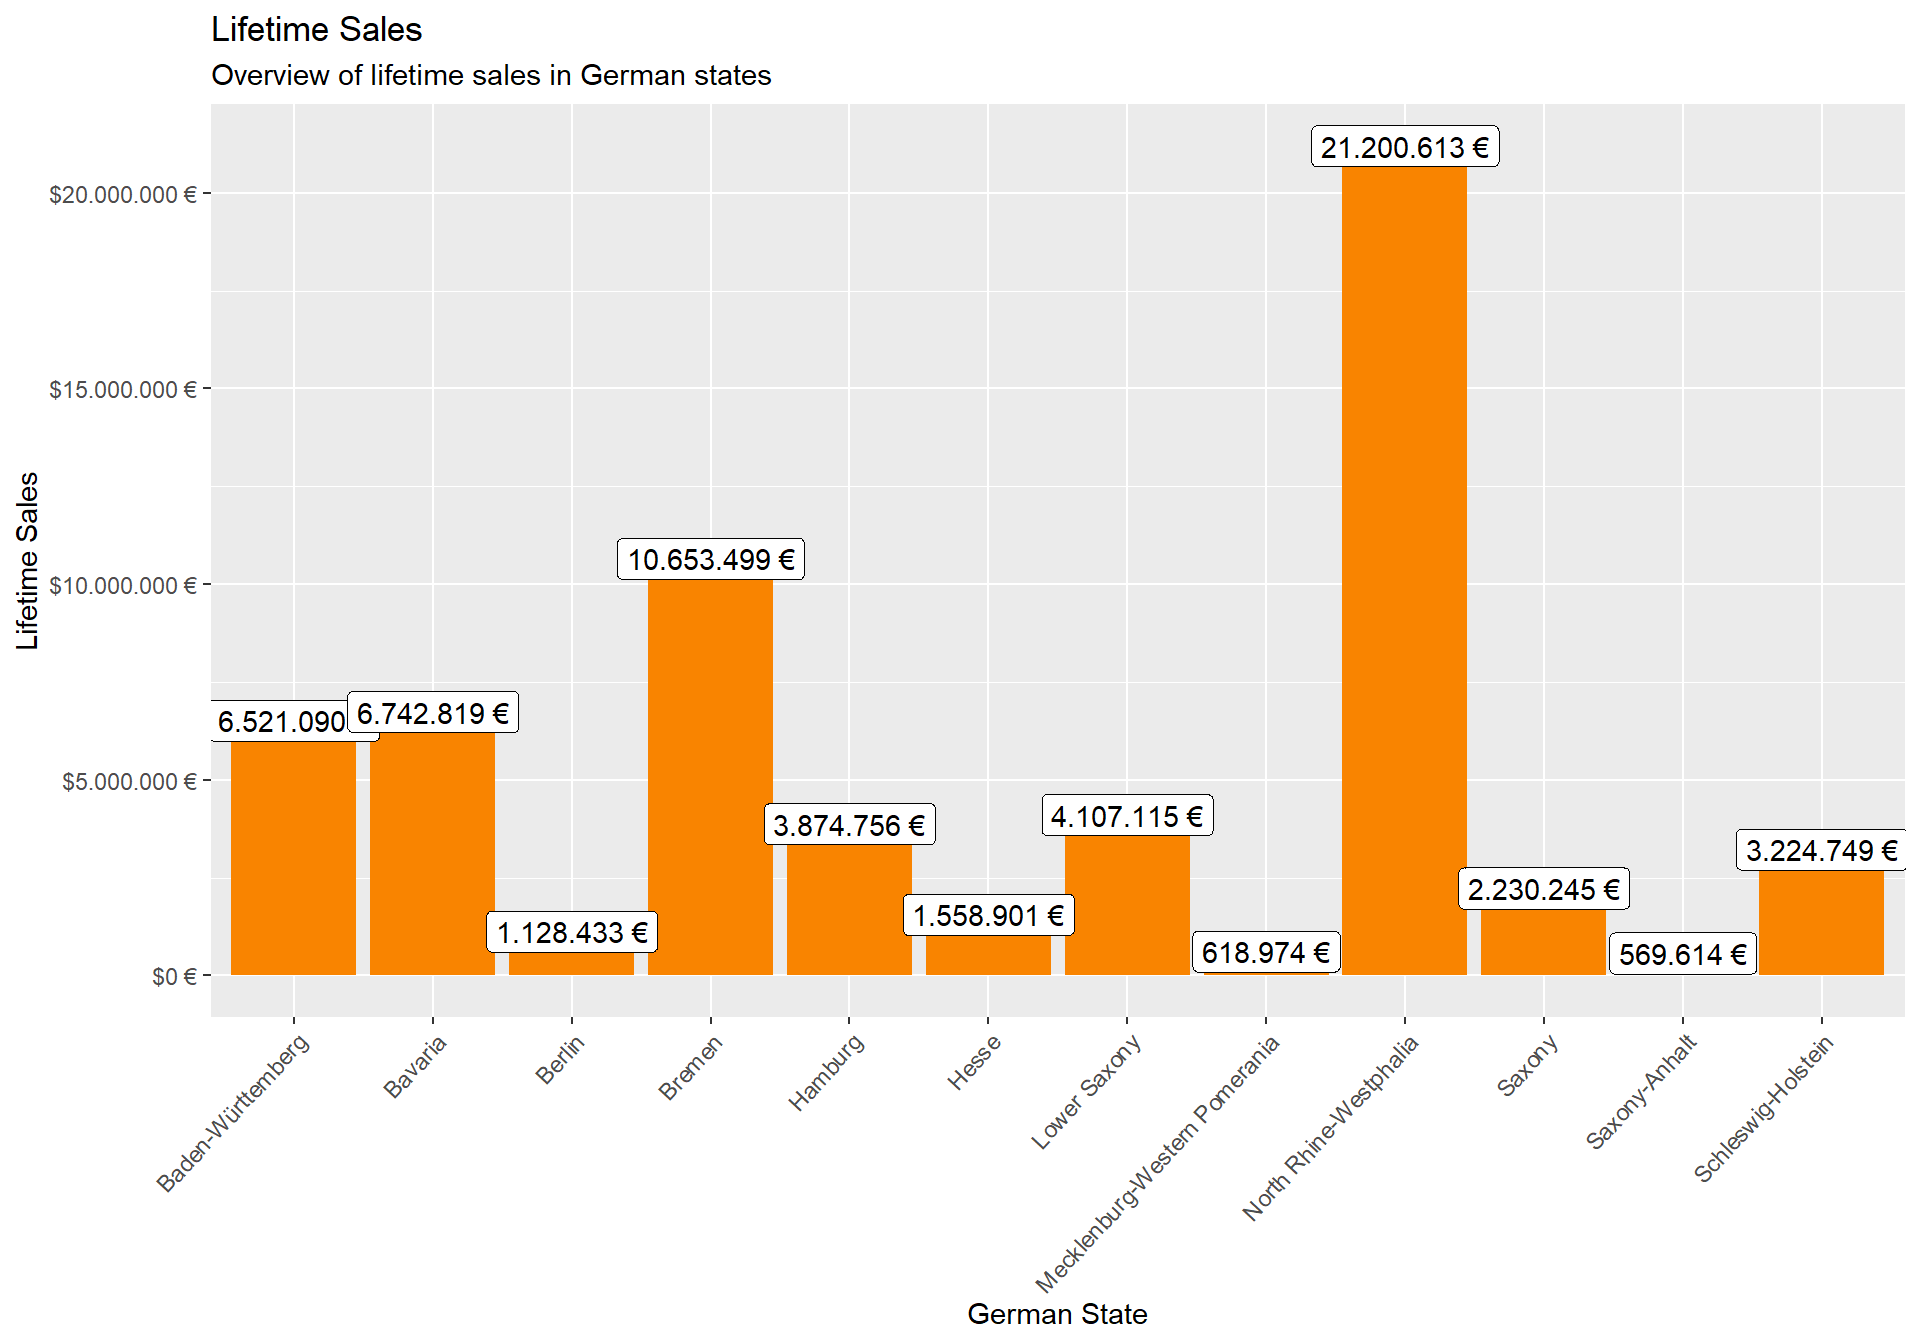 Lifetime Sales
Overview of lifetime sales in German states
Lifetime Sales
$20.000.000 €
$15.000.000 €
$10.000.000 €
$5.000.000 €
$0 €
6.521.090
6.742.819 €
1.128.433 €
10.653.499 €
3.874.756 €
1.558.901 €
4.107.115 €
618.974 €
21.200.613 €
2.230.245 €
569.614 €
3.224.749 €
Baden-Württemberg
Bavaria
Berlin
Bremen
Hamburg
Hesse
Lower Saxony
Mecklenburg-Western Pomerania
North Rhine-Westphalia
Saxony
Saxony-Anhalt
Schleswig-Holstein
German State